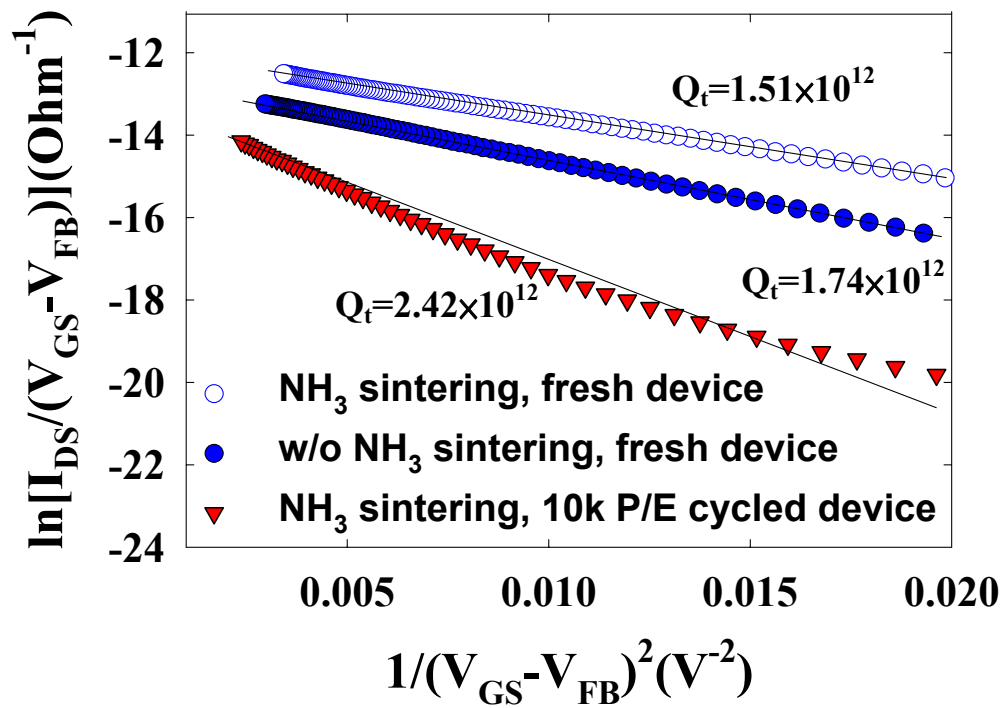 ln[I_DS/(V_GS-V_FB)](Ohm^-1)
-12
-14
-16
-18
-20
-22
-24
Q_t=1.51×10^12
Q_t=1.74×10^12
Q_t=2.42×10^12
NH_3 sintering, fresh device
w/o NH_3 sintering, fresh device
NH_3 sintering, 10k P/E cycled device
0.005 0.010 0.015 0.020
1/(V_GS-V_FB)^2(V^-2)